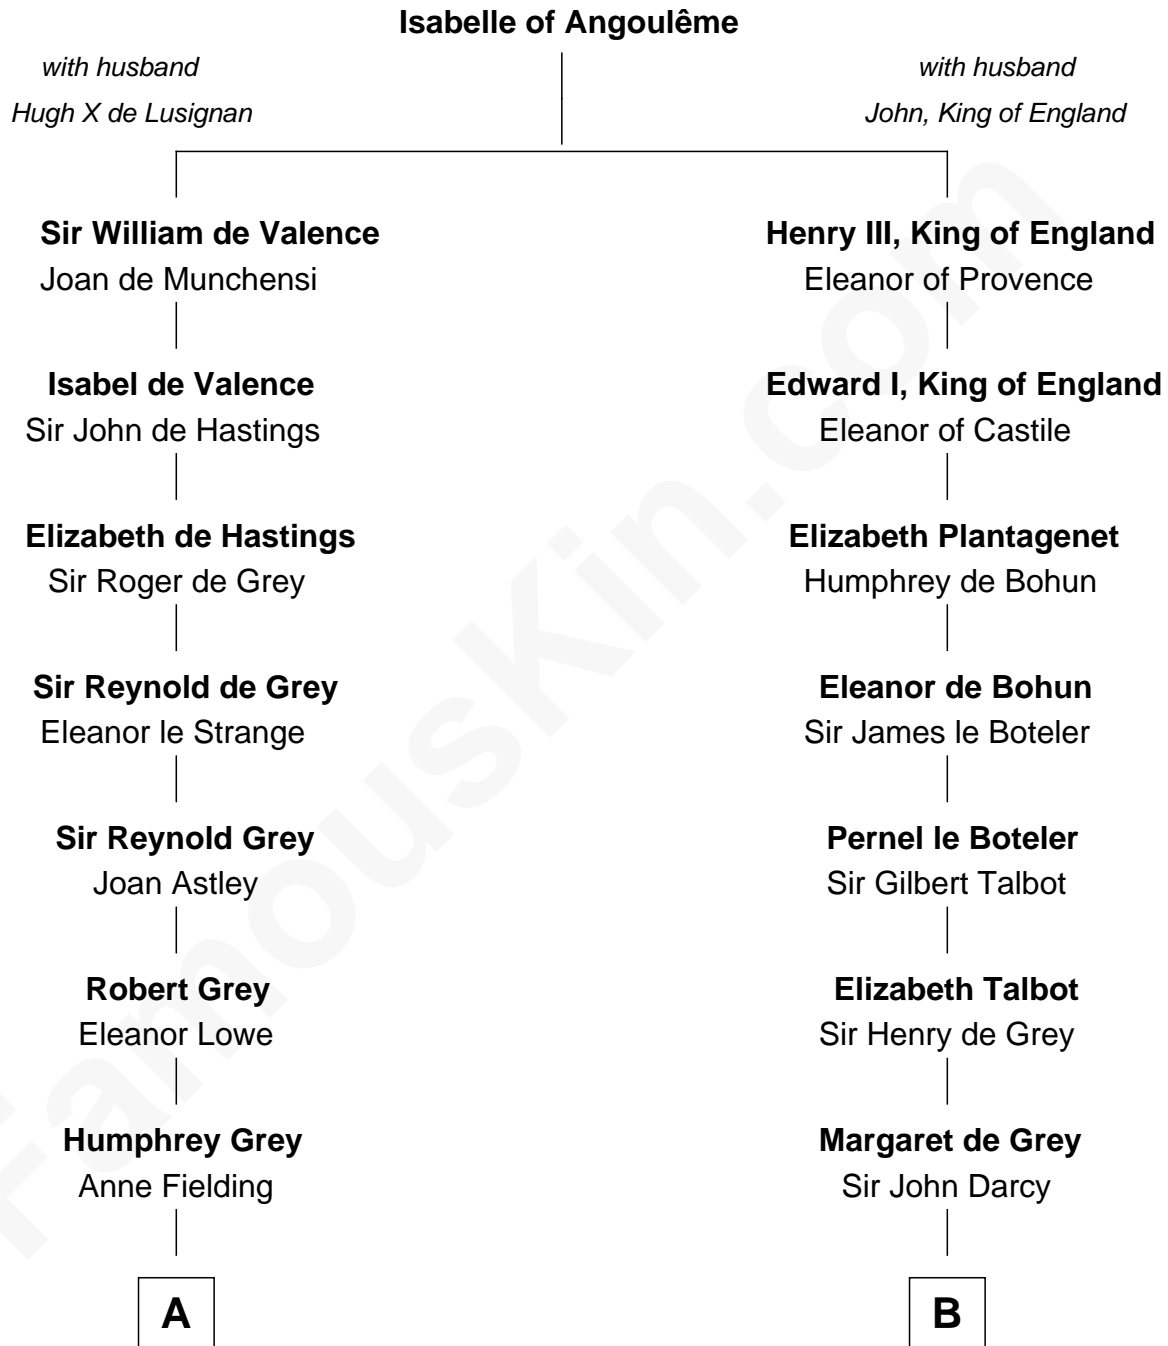 Isabelle of Angoulême
with husband
Hugh X de Lusignan
with husband
John, King of England
Sir William de Valence
Joan de Munchensi
Henry III, King of England
Eleanor of Provence
Isabel de Valence
Sir John de Hastings
Edward I, King of England
Eleanor of Castile
Elizabeth de Hastings
Sir Roger de Grey
Elizabeth Plantagenet
Humphrey de Bohun
Sir Reynold de Grey
Eleanor le Strange
Eleanor de Bohun
Sir James le Boteler
Sir Reynold Grey
Joan Astley
Pernel le Boteler
Sir Gilbert Talbot
Robert Grey
Eleanor Lowe
Elizabeth Talbot
Sir Henry de Grey
Humphrey Grey
Anne Fielding
Margaret de Grey
Sir John Darcy
A
B
FamousKin.com